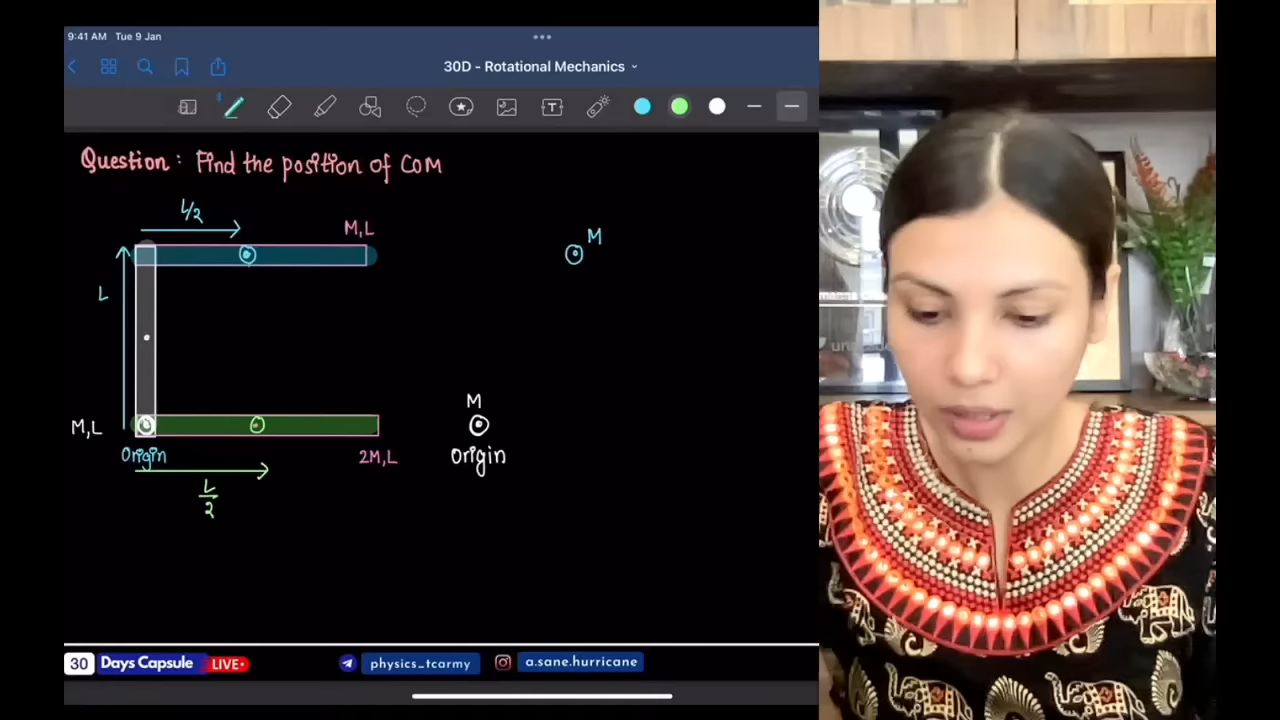 9:41 AM Tue 9 Jan
30D - Rotational Mechanics
Question: Find the position of COM
L/2
M, L
M
L
M
M, L
Origin
2M, L
Origin
L
2
30 Days Capsule LIVE
physics_tcarmy
a.sane.hurricane